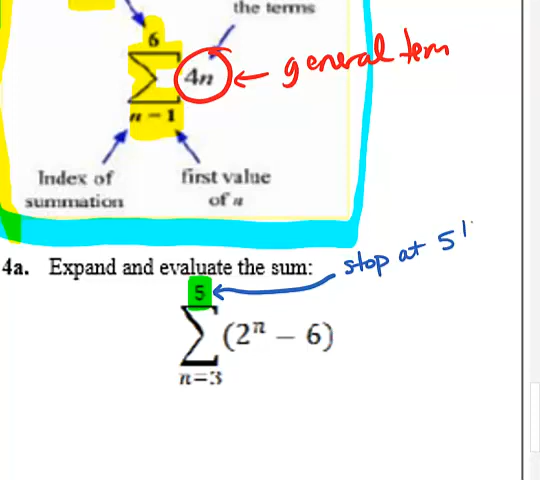 the terms
6
∑ 4n ← general term
n = 1
Index of summation
first value of n
4a. Expand and evaluate the sum:
stop at 5!
5
∑ (2ⁿ − 6)
n=3